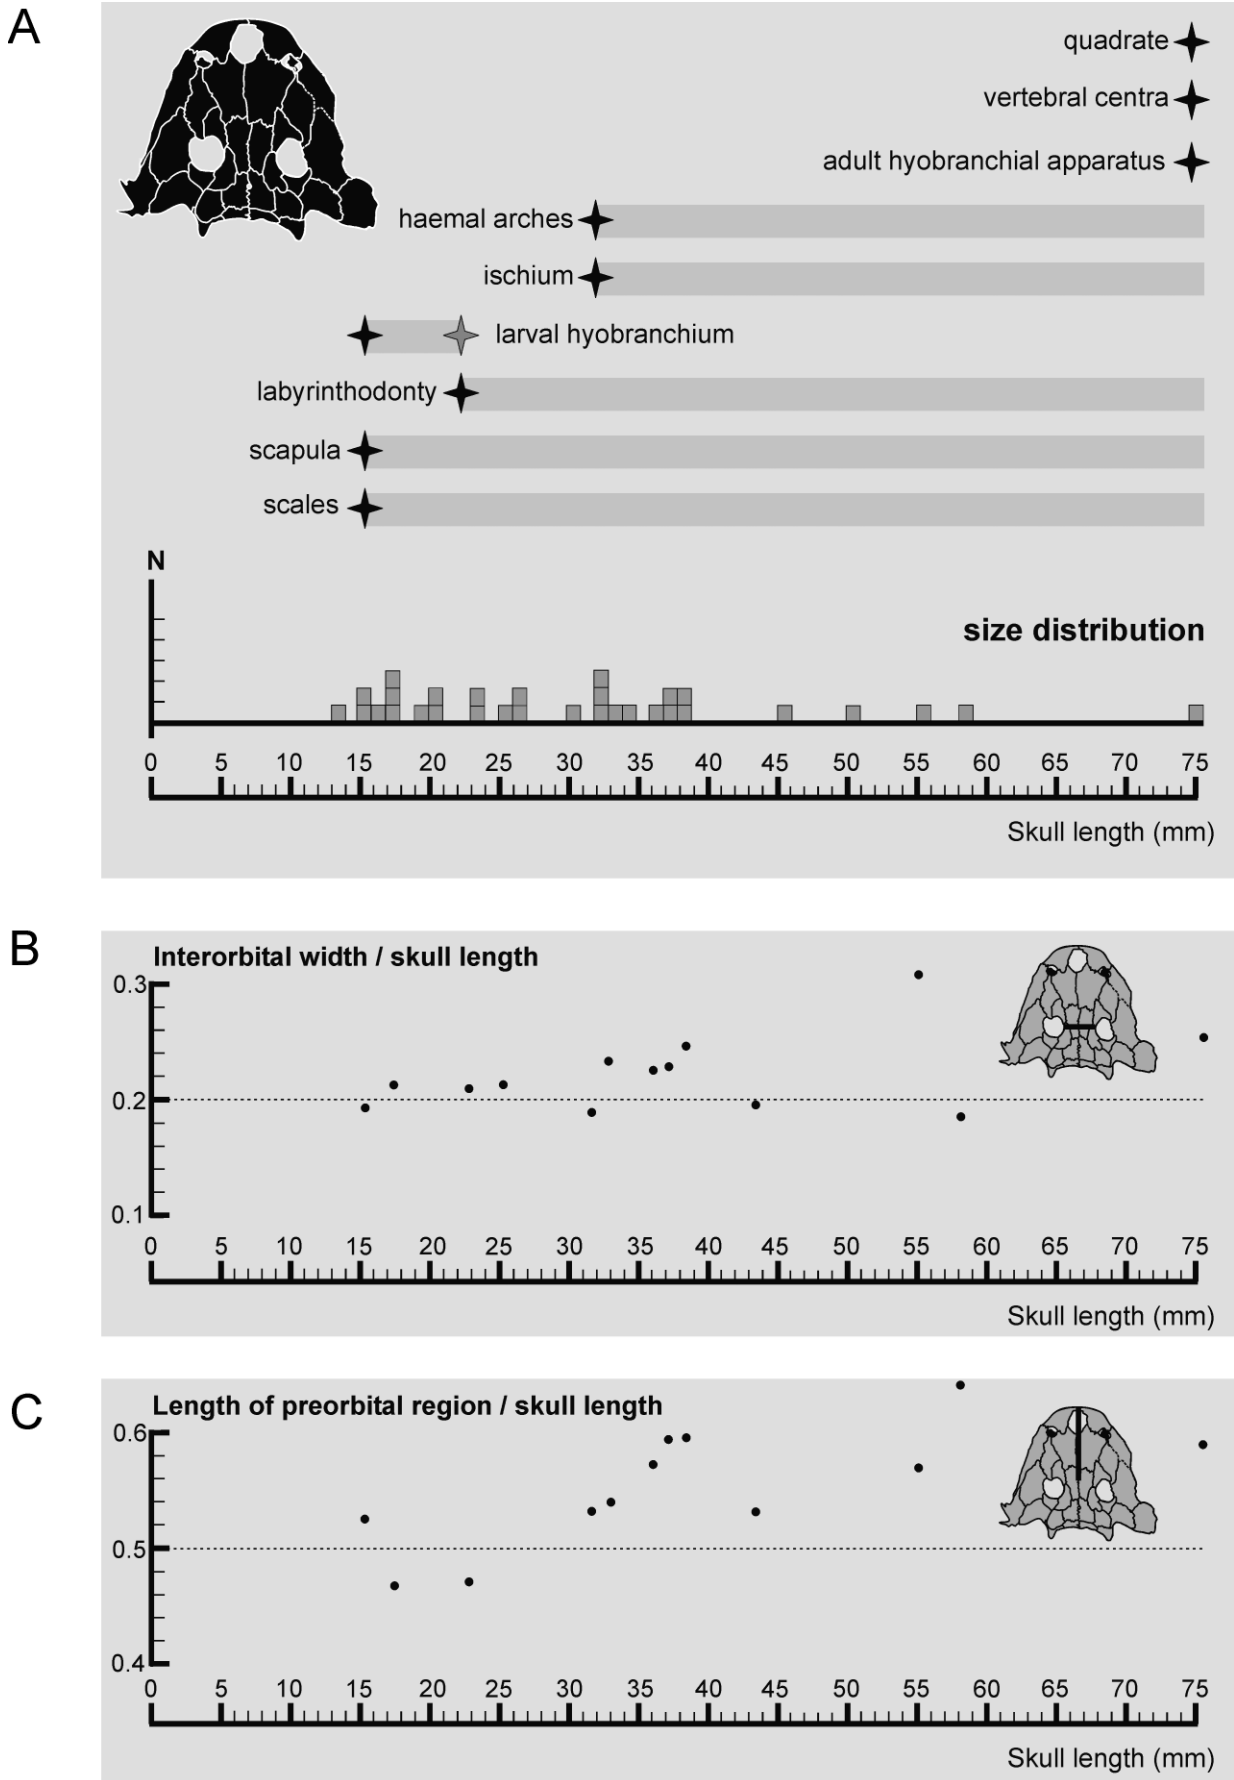 A
quadrate
vertebral centra
adult hyobranchial apparatus
haemal arches
ischium
larval hyobranchium
labyrinthodonty
scapula
scales
N
size distribution
0 5 10 15 20 25 30 35 40 45 50 55 60 65 70 75
Skull length (mm)
B
Interorbital width / skull length
0.3
0.2
0.1
0 5 10 15 20 25 30 35 40 45 50 55 60 65 70 75
Skull length (mm)
C
Length of preorbital region / skull length
0.6
0.5
0.4
0 5 10 15 20 25 30 35 40 45 50 55 60 65 70 75
Skull length (mm)